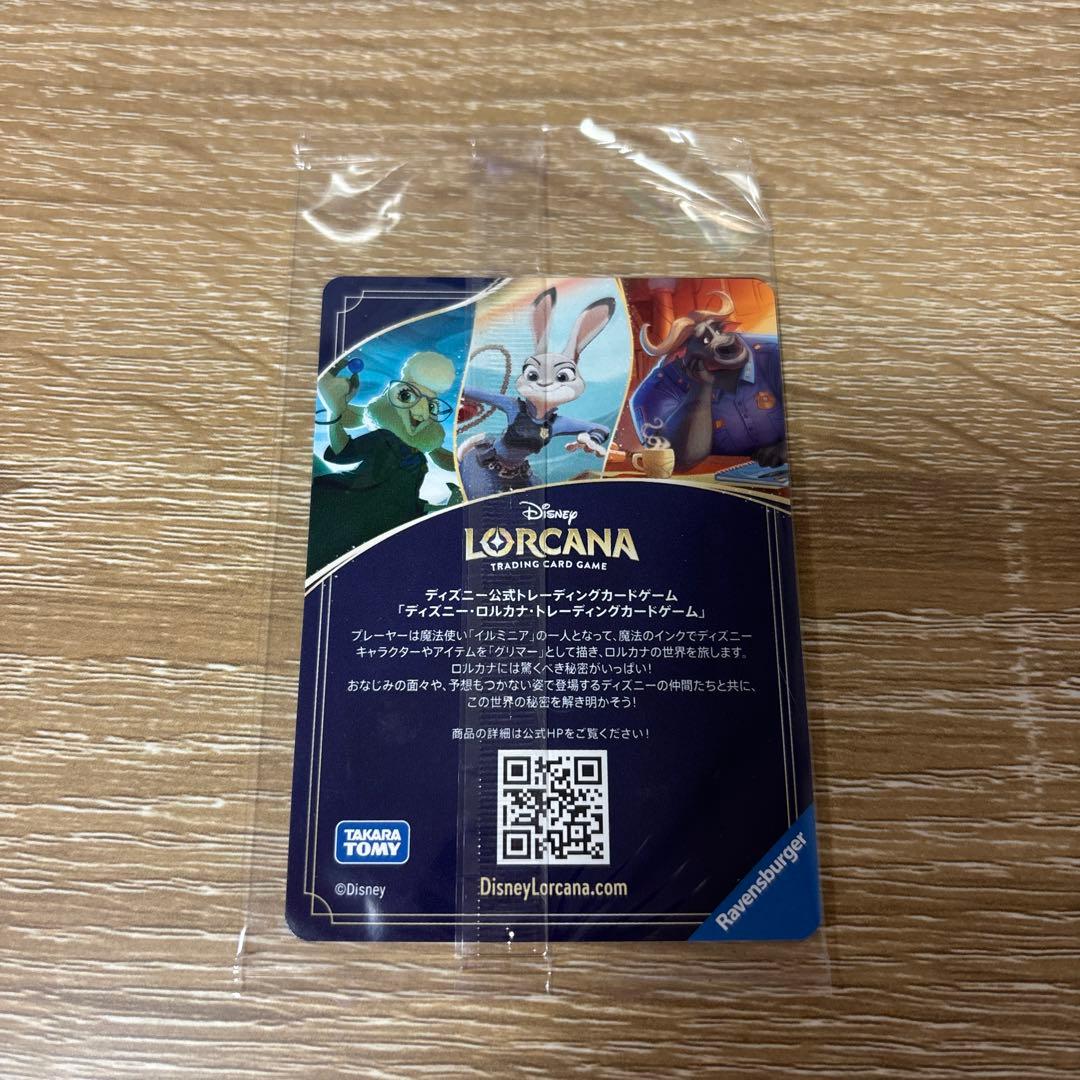 Disney
LORCANA
TRADING CARD GAME
ディズニー公式トレーディングカードゲーム
「ディズニー・ロルカナ・トレーディングカードゲーム」
プレーヤーは魔法使い「イルミニア」の一人となって、魔法のインクでディズニー
キャラクターやアイテムを「グリマー」として描き、ロルカナの世界を旅します。
ロルカナには驚くべき秘密がいっぱい!
おなじみの面々や、予想もつかない姿で登場するディズニーの仲間たちと共に、
この世界の秘密を解き明かそう!
商品の詳細は公式HPをご覧ください!
TAKARA
TOMY
©Disney
DisneyLorcana.com
Ravensburger